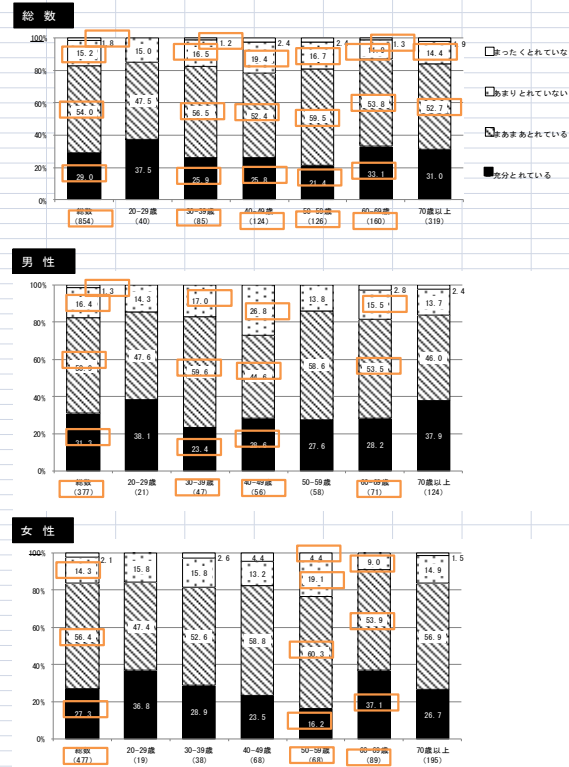 総 数
100%
80%
60%
40%
20%
0%
1.8 1.2 2.4 2.4 1.3 1.9
15.2 15.0 16.5 19.4 16.7 11.9 14.4
54.0 47.5 56.5 52.4 59.5 53.8 52.7
29.0 37.5 25.9 25.8 21.4 33.1 31.0
総数 20-29歳 30-39歳 40-49歳 50-59歳 60-69歳 70歳以上
(854) (40) (85) (124) (126) (160) (319)
まったくとれていな
あまりとれていない
まあまあとれている
充分とれている
男 性
100%
80%
60%
40%
20%
0%
1.3 2.8 2.4
16.4 14.3 17.0 26.8 13.8 15.5 13.7
47.6 59.6 44.6 58.6 53.5 46.0
31.3 38.1 23.4 28.6 27.6 28.2 37.9
総数 20-29歳 30-39歳 40-49歳 50-59歳 60-69歳 70歳以上
(377) (21) (47) (56) (58) (71) (124)
女 性
100%
80%
60%
40%
20%
0%
2.1 2.6 4.4 4.4 1.5
14.3 15.8 15.8 13.2 19.1 9.0 14.9
56.4 47.4 52.6 58.8 60.3 53.9 56.9
27.3 36.8 28.9 23.5 16.2 37.1 26.7
総数 20-29歳 30-39歳 40-49歳 50-59歳 60-69歳 70歳以上
(477) (19) (38) (68) (68) (89) (195)